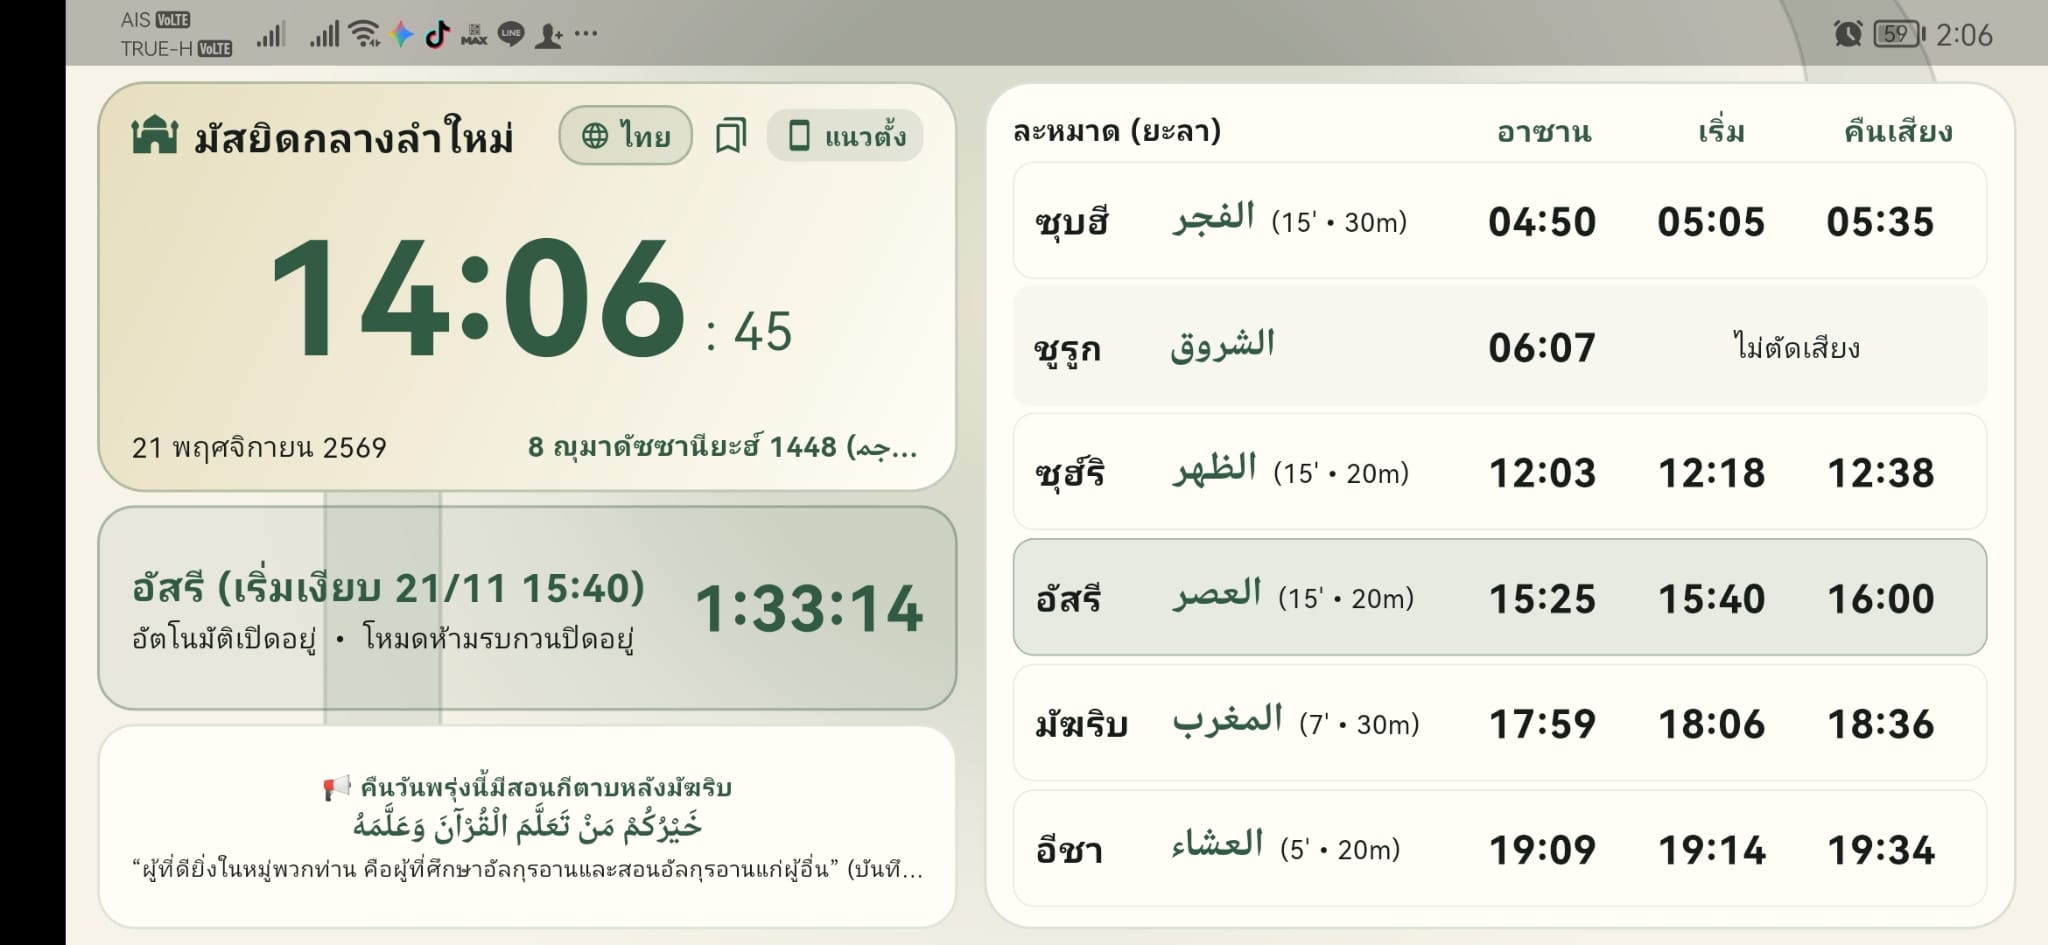 AIS VoLTE
TRUE-H VoLTE
MAX
LINE
59 2:06
มัสยิดกลางลำใหม่
ไทย
แนวตั้ง
14:06 : 45
21 พฤศจิกายน 2569
8 ญุมาดัซซานียะฮ์ 1448 (جمـ...
อัสรี (เริ่มเงียบ 21/11 15:40)
1:33:14
อัตโนมัติเปิดอยู่ • โหมดห้ามรบกวนปิดอยู่
📢 คืนวันพรุ่งนี้มีสอนกีตาบหลังมัฆริบ
خَيْرُكُمْ مَنْ تَعَلَّمَ الْقُرْآنَ وَعَلَّمَهُ
“ผู้ที่ดียิ่งในหมู่พวกท่าน คือผู้ที่ศึกษาอัลกุรอานและสอนอัลกุรอานแก่ผู้อื่น” (บันทึ...
ละหมาด (ยะลา) อาซาน เริ่ม คืนเสียง
ซุบฮี الفجر (15' • 30m) 04:50 05:05 05:35
ชูรูก الشروق 06:07 ไม่ตัดเสียง
ซุฮ์ริ الظهر (15' • 20m) 12:03 12:18 12:38
อัสรี العصر (15' • 20m) 15:25 15:40 16:00
มัฆริบ المغرب (7' • 30m) 17:59 18:06 18:36
อีชา العشاء (5' • 20m) 19:09 19:14 19:34